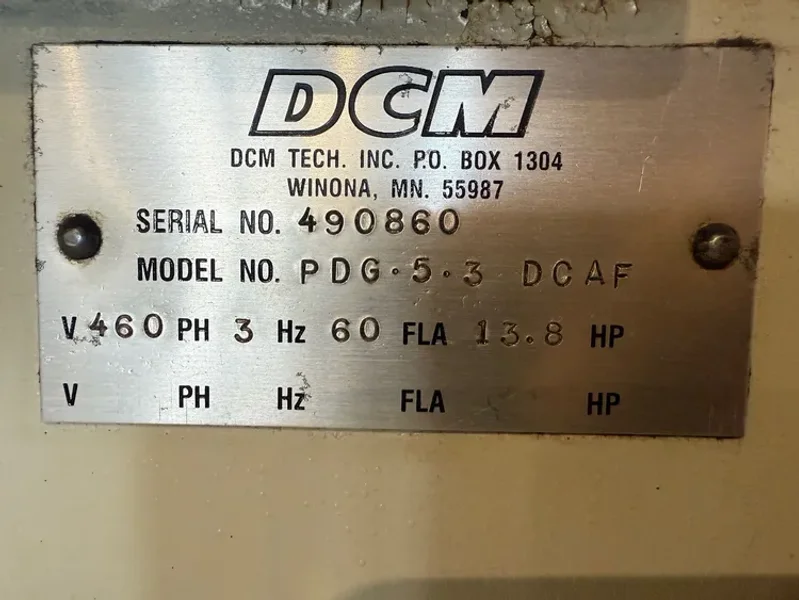 DCM
DCM TECH. INC. P.O. BOX 1304
WINONA, MN. 55987
SERIAL NO. 490860
MODEL NO. PDG·5·3 DCAF
V 460 PH 3 Hz 60 FLA 13.8 HP
V PH Hz FLA HP